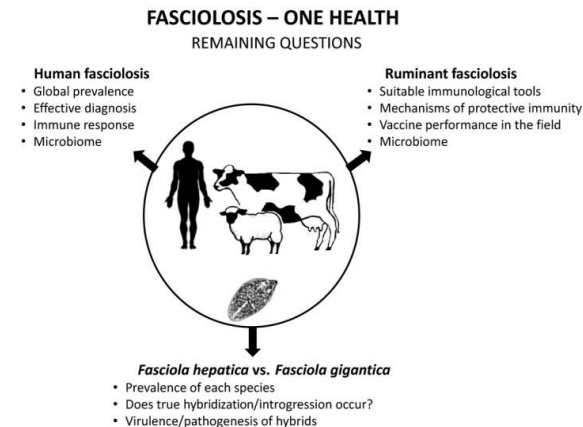 FASCIOLOSIS – ONE HEALTH
REMAINING QUESTIONS
Human fasciolosis
• Global prevalence
• Effective diagnosis
• Immune response
• Microbiome
Ruminant fasciolosis
• Suitable immunological tools
• Mechanisms of protective immunity
• Vaccine performance in the field
• Microbiome
Fasciola hepatica vs. Fasciola gigantica
• Prevalence of each species
• Does true hybridization/introgression occur?
• Virulence/pathogenesis of hybrids